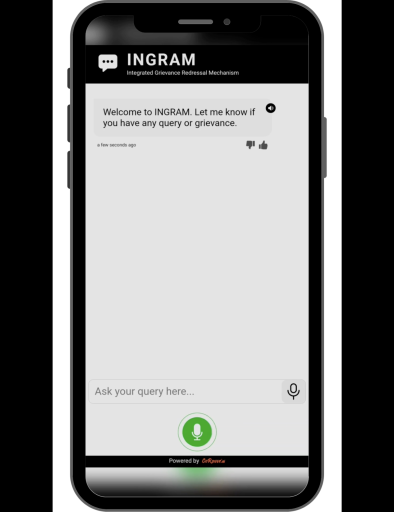 INGRAM
Integrated Grievance Redressal Mechanism
Welcome to INGRAM. Let me know if
you have any query or grievance.
a few seconds ago
Ask your query here...
Powered by CoRover